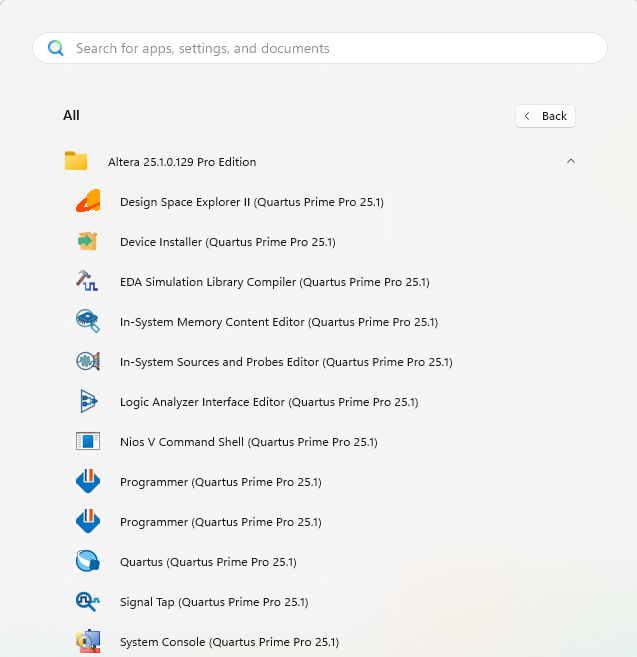 Search for apps, settings, and documents
All
Back
Altera 25.1.0.129 Pro Edition
Design Space Explorer II (Quartus Prime Pro 25.1)
Device Installer (Quartus Prime Pro 25.1)
EDA Simulation Library Compiler (Quartus Prime Pro 25.1)
In-System Memory Content Editor (Quartus Prime Pro 25.1)
In-System Sources and Probes Editor (Quartus Prime Pro 25.1)
Logic Analyzer Interface Editor (Quartus Prime Pro 25.1)
Nios V Command Shell (Quartus Prime Pro 25.1)
Programmer (Quartus Prime Pro 25.1)
Programmer (Quartus Prime Pro 25.1)
Quartus (Quartus Prime Pro 25.1)
Signal Tap (Quartus Prime Pro 25.1)
System Console (Quartus Prime Pro 25.1)